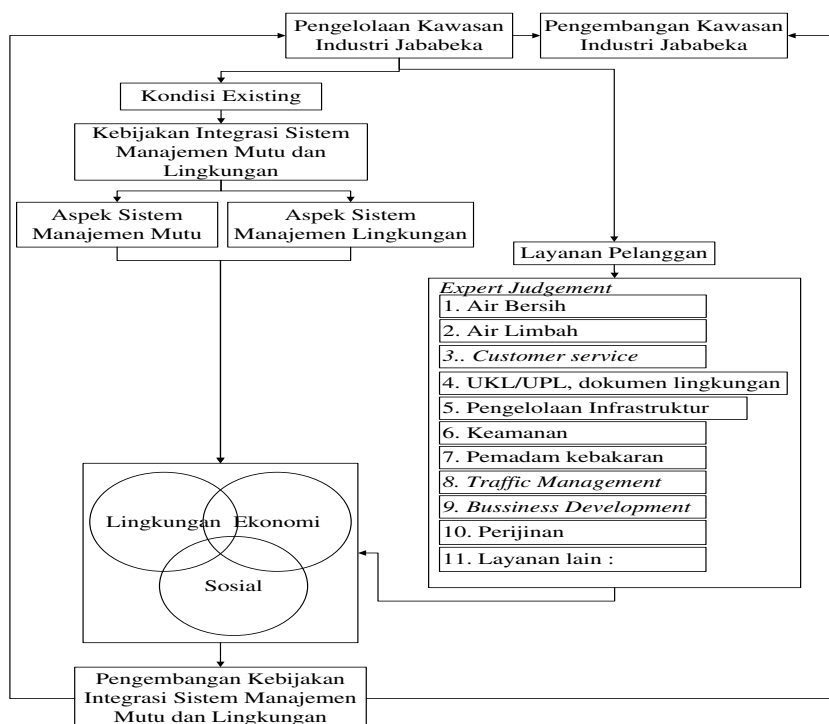 Pengelolaan Kawasan
Industri Jababeka
Pengembangan Kawasan
Industri Jababeka
Kondisi Existing
Kebijakan Integrasi Sistem
Manajemen Mutu dan
Lingkungan
Aspek Sistem
Manajemen Mutu
Aspek Sistem
Manajemen Lingkungan
Layanan Pelanggan
Expert Judgement
1. Air Bersih
2. Air Limbah
3.. Customer service
4. UKL/UPL, dokumen lingkungan
5. Pengelolaan Infrastruktur
6. Keamanan
7. Pemadam kebakaran
8. Traffic Management
9. Bussiness Development
10. Perijinan
11. Layanan lain :
Lingkungan
Ekonomi
Sosial
Pengembangan Kebijakan
Integrasi Sistem Manajemen
Mutu dan Lingkungan